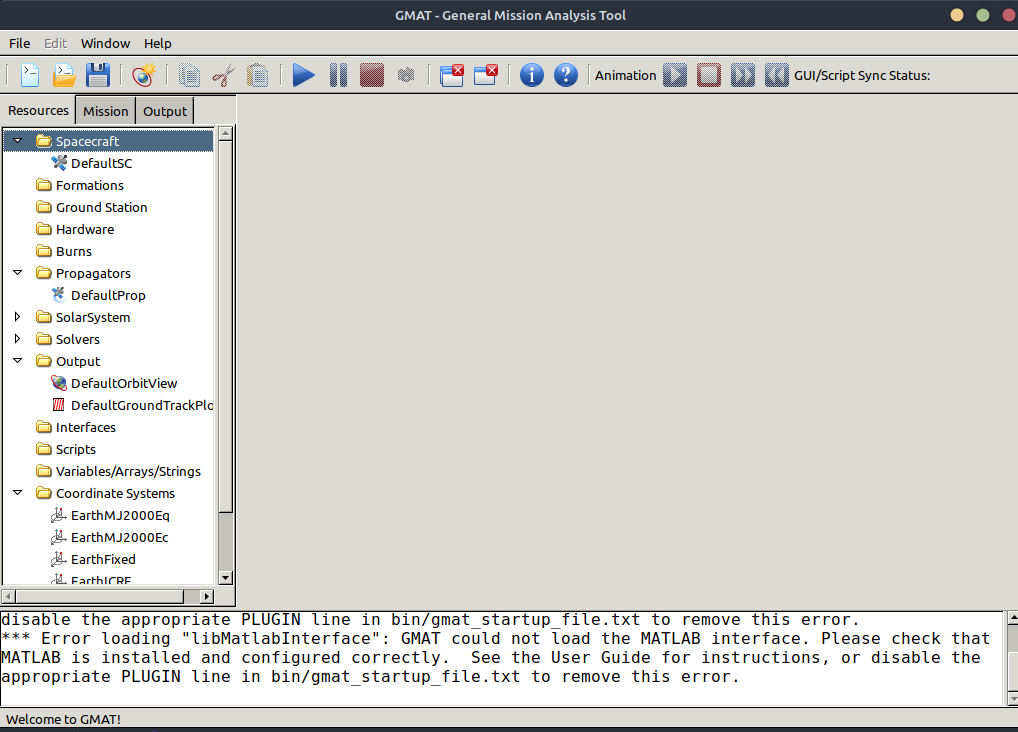 GMAT - General Mission Analysis Tool
File Edit Window Help
Animation GUI/Script Sync Status:
Resources Mission Output
Spacecraft
DefaultSC
Formations
Ground Station
Hardware
Burns
Propagators
DefaultProp
SolarSystem
Solvers
Output
DefaultOrbitView
DefaultGroundTrackPlo
Interfaces
Scripts
Variables/Arrays/Strings
Coordinate Systems
EarthMJ2000Eq
EarthMJ2000Ec
EarthFixed
EarthICRF
disable the appropriate PLUGIN line in bin/gmat_startup_file.txt to remove this error.
*** Error loading "libMatlabInterface": GMAT could not load the MATLAB interface. Please check that
MATLAB is installed and configured correctly.  See the User Guide for instructions, or disable the
appropriate PLUGIN line in bin/gmat_startup_file.txt to remove this error.
Welcome to GMAT!